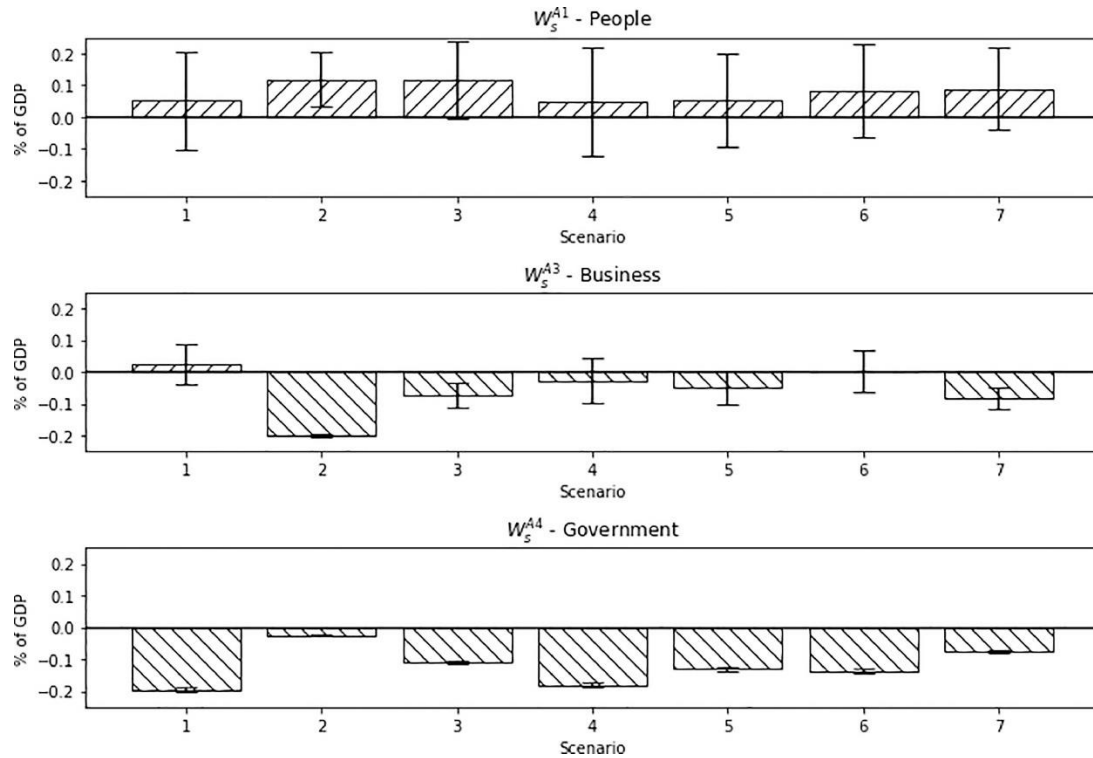 W_s^{A1} - People
% of GDP
0.2
0.1
0.0
−0.1
−0.2
1 2 3 4 5 6 7
Scenario
W_s^{A3} - Business
% of GDP
0.2
0.1
0.0
−0.1
−0.2
1 2 3 4 5 6 7
Scenario
W_s^{A4} - Government
% of GDP
0.2
0.1
0.0
−0.1
−0.2
1 2 3 4 5 6 7
Scenario